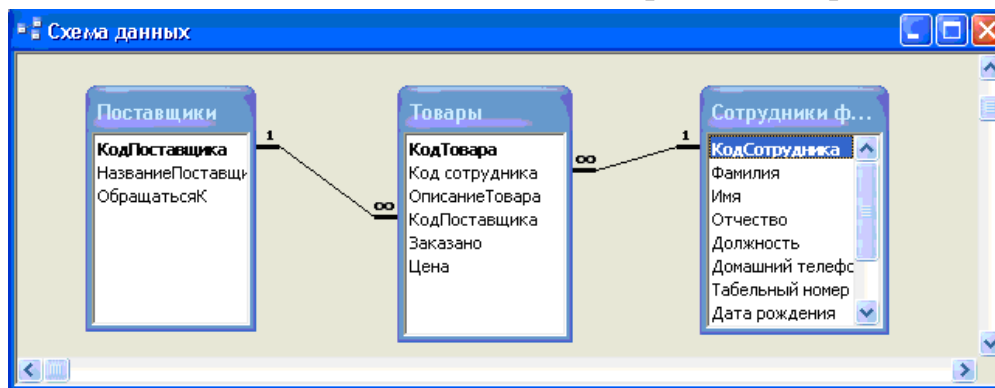 Схема данных
Поставщики
КодПоставщика
НазваниеПоставщи
ОбращатьсяК
1
∞
Товары
КодТовара
Код сотрудника
ОписаниеТовара
КодПоставщика
Заказано
Цена
∞
1
Сотрудники ф...
КодСотрудника
Фамилия
Имя
Отчество
Должность
Домашний телефо
Табельный номер
Дата рождения